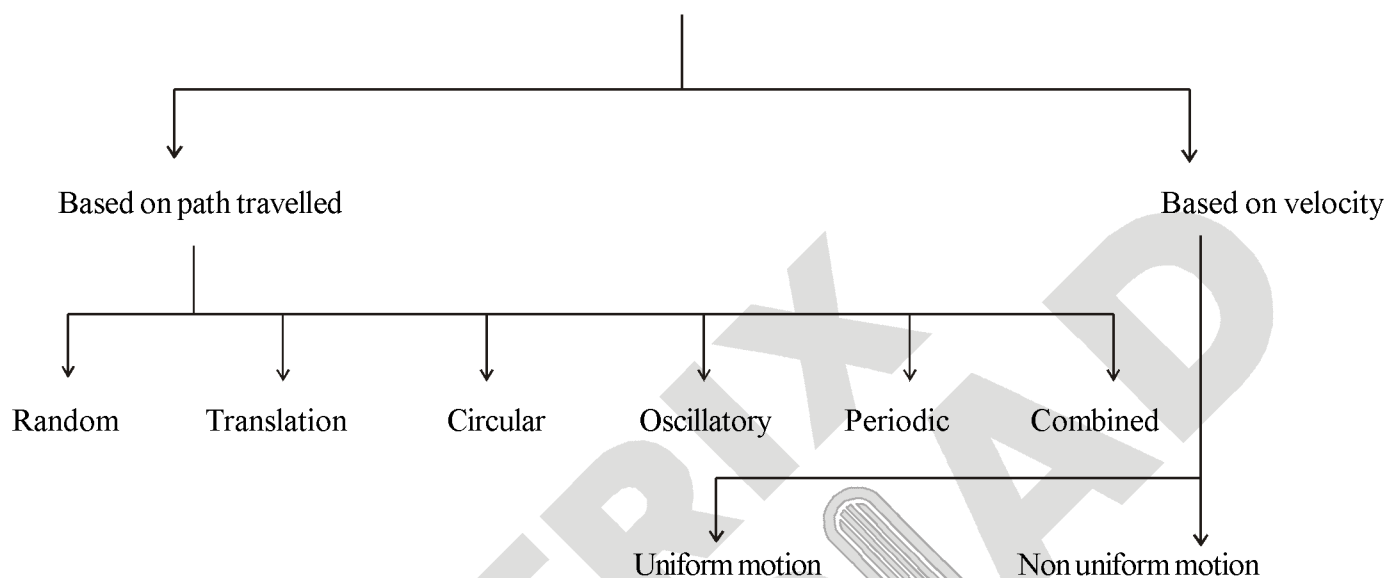 Based on path travelled
Based on velocity
Random
Translation
Circular
Oscillatory
Periodic
Combined
Uniform motion
Non uniform motion